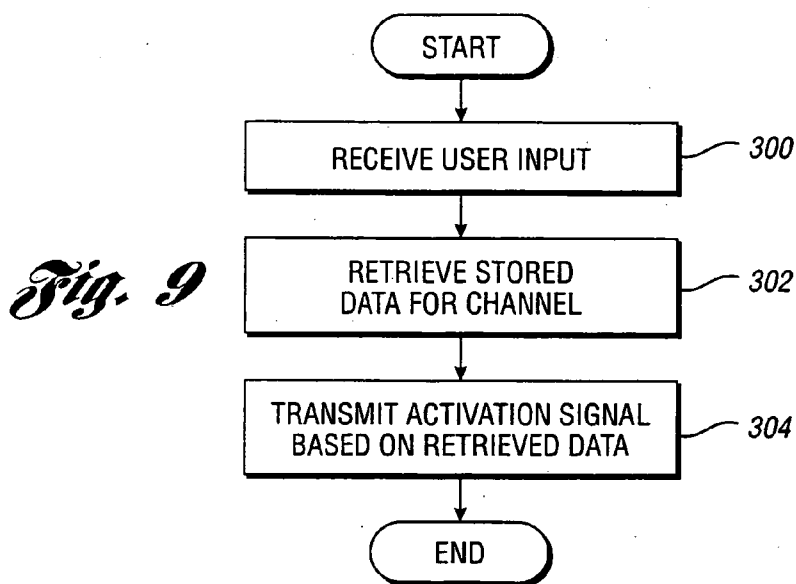 START
RECEIVE USER INPUT
300
Fig. 9
RETRIEVE STORED
DATA FOR CHANNEL
302
TRANSMIT ACTIVATION SIGNAL
BASED ON RETRIEVED DATA
304
END